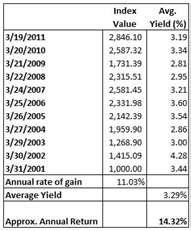 Index Value Avg. Yield (%)
3/19/2011 2,846.10 3.19
3/20/2010 2,587.32 3.34
3/21/2009 1,731.39 2.81
3/22/2008 2,315.51 2.95
3/24/2007 2,581.45 3.21
3/25/2006 2,331.98 3.60
3/26/2005 2,142.39 3.54
3/27/2004 1,959.90 2.86
3/29/2003 1,268.90 3.00
3/30/2002 1,415.09 4.28
3/31/2001 1,000.00 3.44
Annual rate of gain 11.03%
Average Yield 3.29%
Approx. Annual Return 14.32%